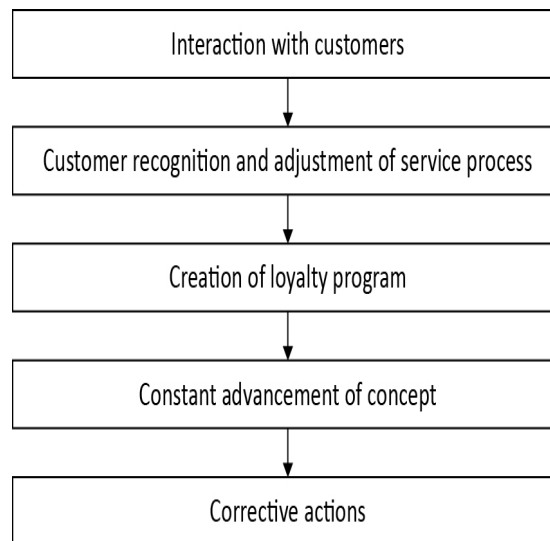 Interaction with customers
Customer recognition and adjustment of service process
Creation of loyalty program
Constant advancement of concept
Corrective actions